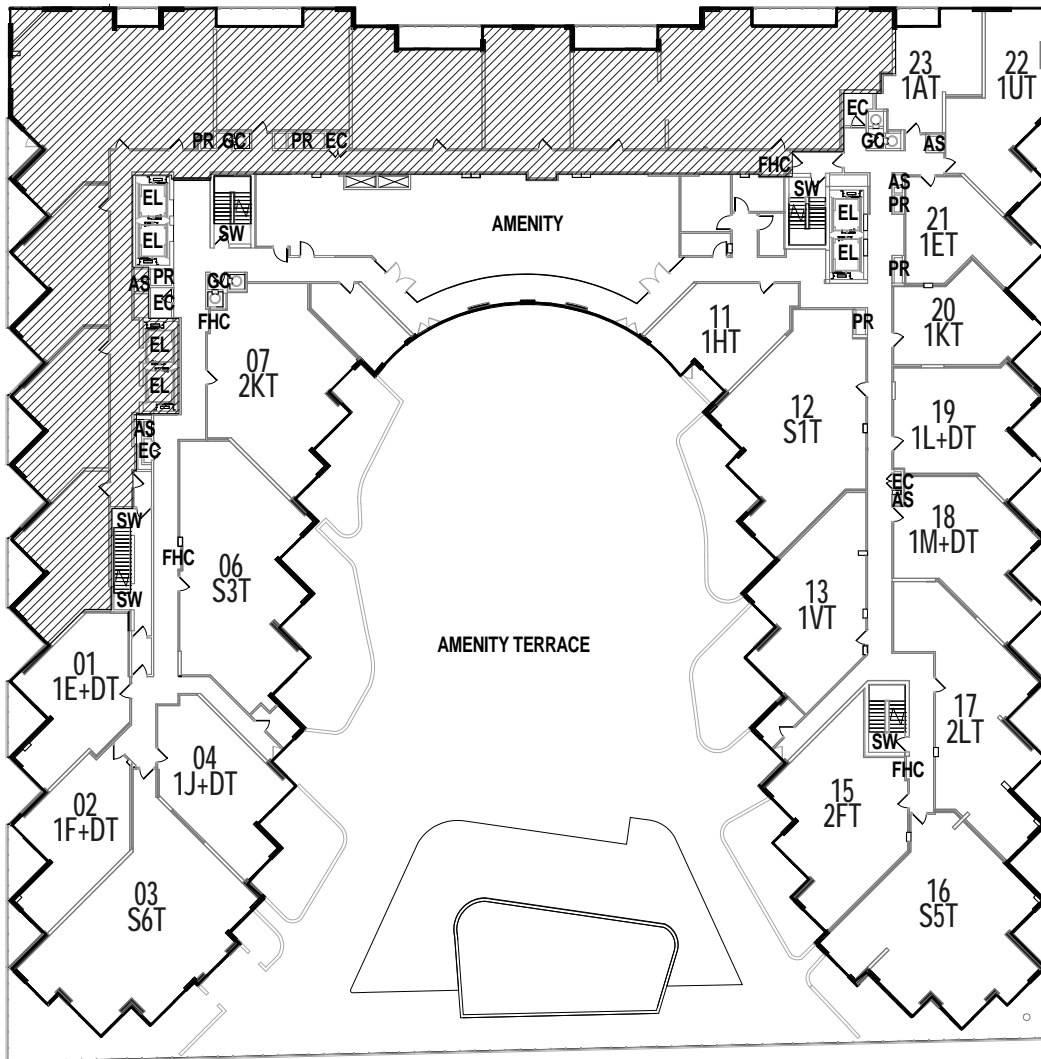 23
1AT
22
1UT
EC
PR
GC
PR
EC
GC
AS
FHC
EL
SW
AS
PR
EL
AMENITY
EL
SW
21
1ET
EL
EL
PR
AS
PR
EC
GC
FHC
20
1KT
11
1HT
PR
EL
EL
07
2KT
12
S1T
19
1L+DT
AS
EC
EC
AS
SW
18
1M+DT
FHC
06
S3T
13
1VT
SW
AMENITY TERRACE
01
1E+DT
17
2LT
04
1J+DT
SW
FHC
02
1F+DT
15
2FT
03
S6T
16
S5T